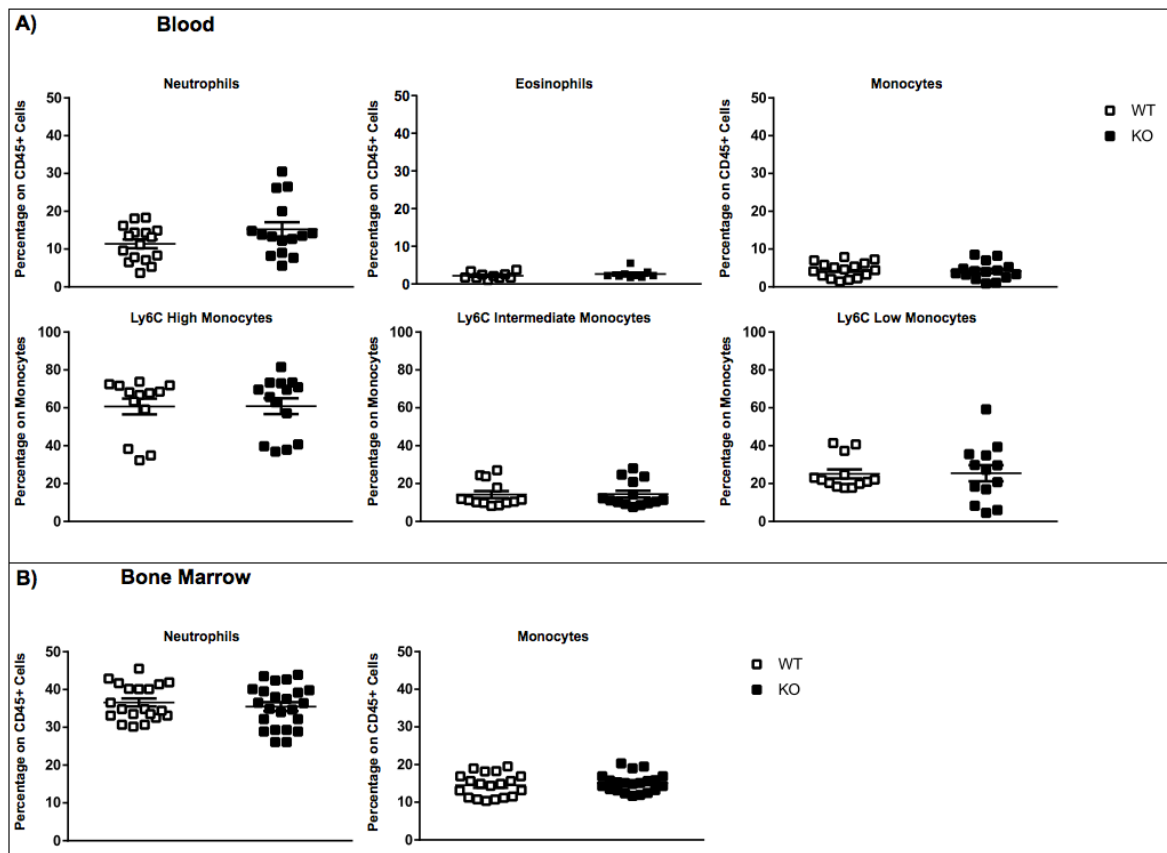 A) Blood
Neutrophils
Percentage on CD45+ Cells
50
40
30
20
10
0
Eosinophils
Percentage on CD45+ Cells
50
40
30
20
10
0
Monocytes
Percentage on CD45+ Cells
50
40
30
20
10
0
WT
KO
Ly6C High Monocytes
Percentage on Monocytes
100
80
60
40
20
0
Ly6C Intermediate Monocytes
Percentage on Monocytes
100
80
60
40
20
0
Ly6C Low Monocytes
Percentage on Monocytes
100
80
60
40
20
0
B) Bone Marrow
Neutrophils
Percentage on CD45+ Cells
50
40
30
20
10
0
Monocytes
Percentage on CD45+ Cells
50
40
30
20
10
0
WT
KO